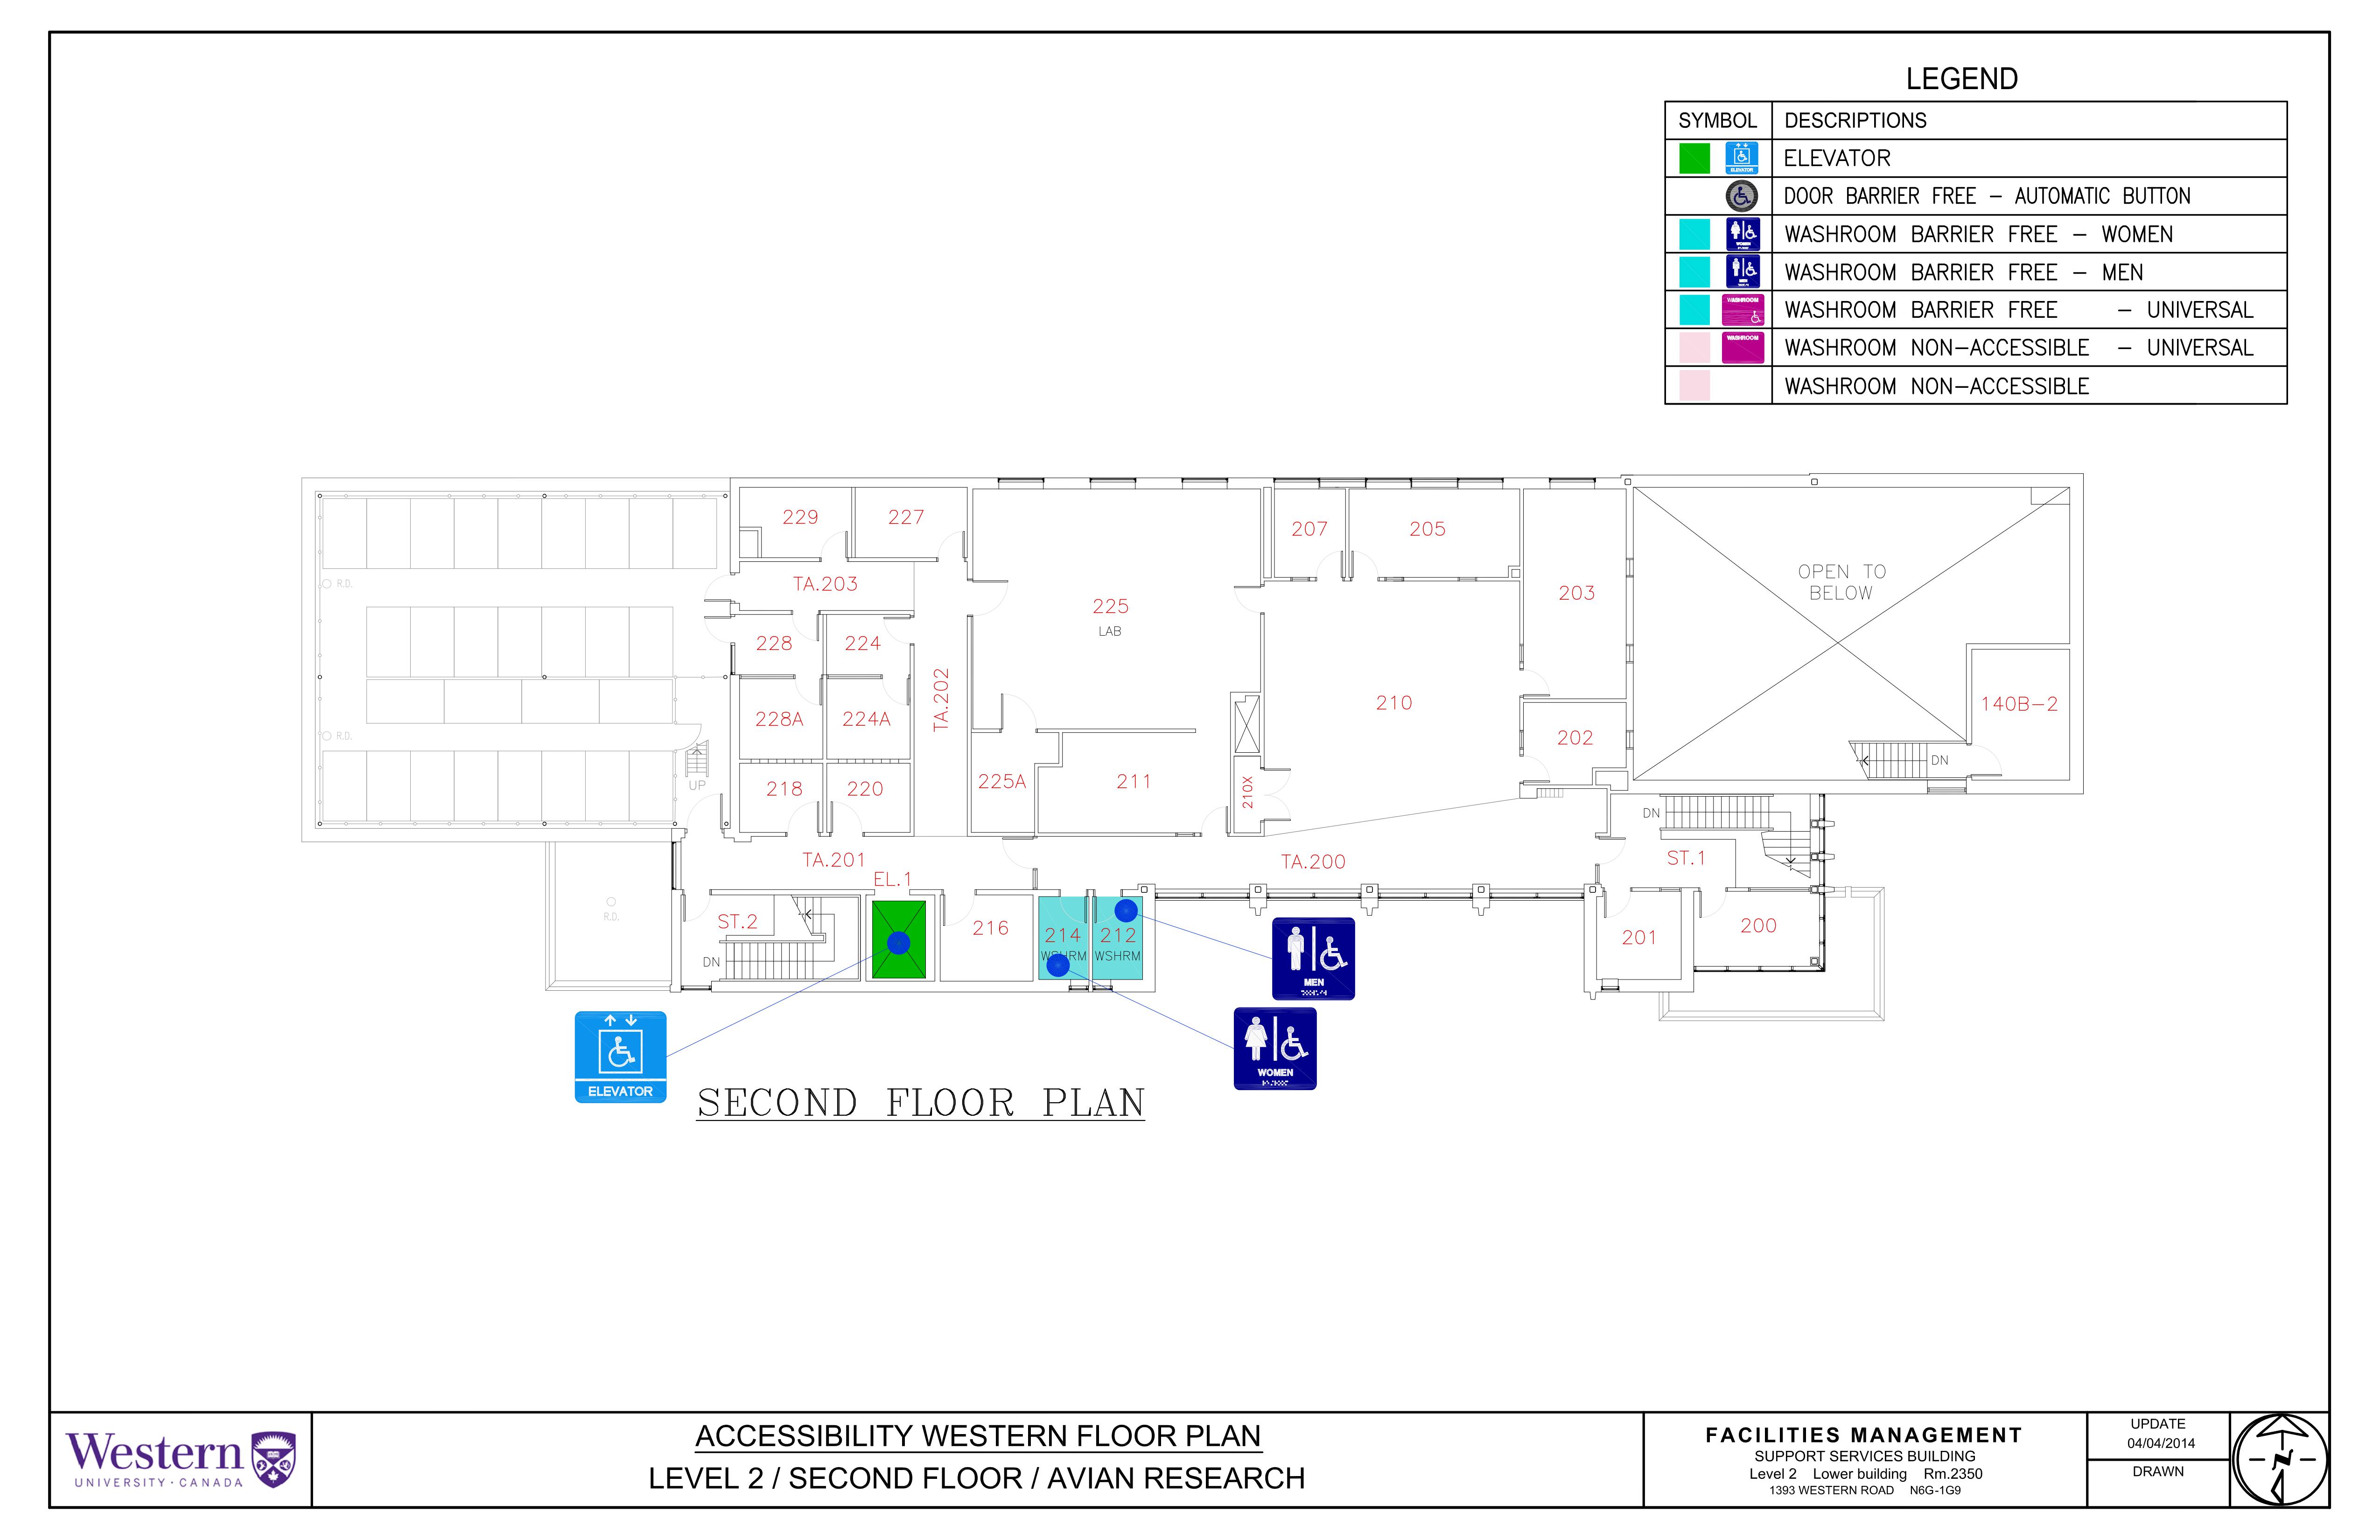 LEGEND
SYMBOL DESCRIPTIONS
ELEVATOR ELEVATOR
DOOR BARRIER FREE - AUTOMATIC BUTTON
WOMEN WASHROOM BARRIER FREE - WOMEN
MEN WASHROOM BARRIER FREE - MEN
WASHROOM WASHROOM BARRIER FREE - UNIVERSAL
WASHROOM WASHROOM NON-ACCESSIBLE - UNIVERSAL
WASHROOM NON-ACCESSIBLE
229
227
207
205
OPEN TO
BELOW
R.D.
TA.203
203
225
LAB
228
224
TA.202
210
140B-2
228A
224A
R.D.
202
DN
UP
218
220
225A
211
210X
DN
TA.201
TA.200
ST.1
EL.1
R.D.
ST.2
216
214
WSHRM
212
WSHRM
201
200
DN
MEN
WOMEN
ELEVATOR
SECOND FLOOR PLAN
Western
UNIVERSITY · CANADA
ACCESSIBILITY WESTERN FLOOR PLAN
LEVEL 2 / SECOND FLOOR / AVIAN RESEARCH
FACILITIES MANAGEMENT
SUPPORT SERVICES BUILDING
Level 2 Lower building Rm.2350
1393 WESTERN ROAD N6G-1G9
UPDATE
04/04/2014
DRAWN
N